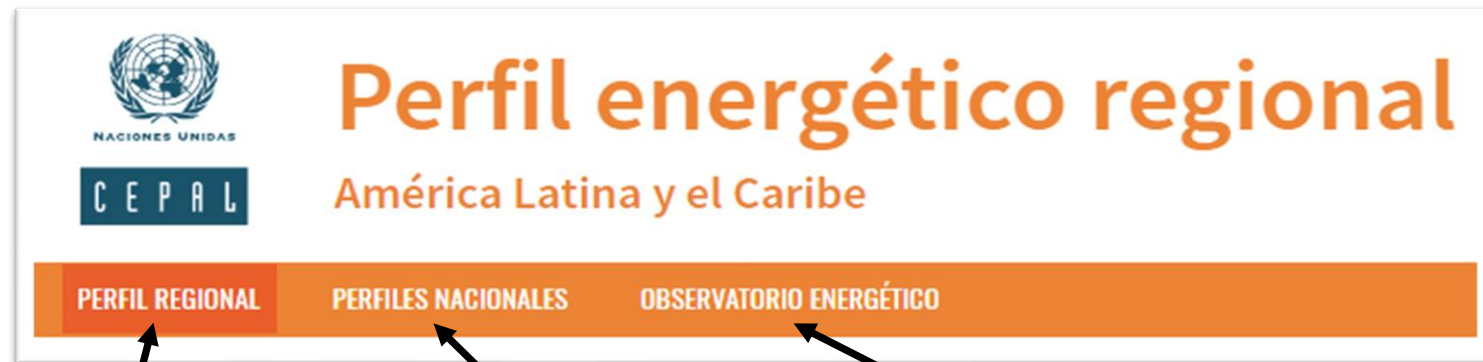 Perfil energético regional
NACIONES UNIDAS
CEPAL
América Latina y el Caribe
PERFIL REGIONAL PERFILES NACIONALES OBSERVATORIO ENERGÉTICO